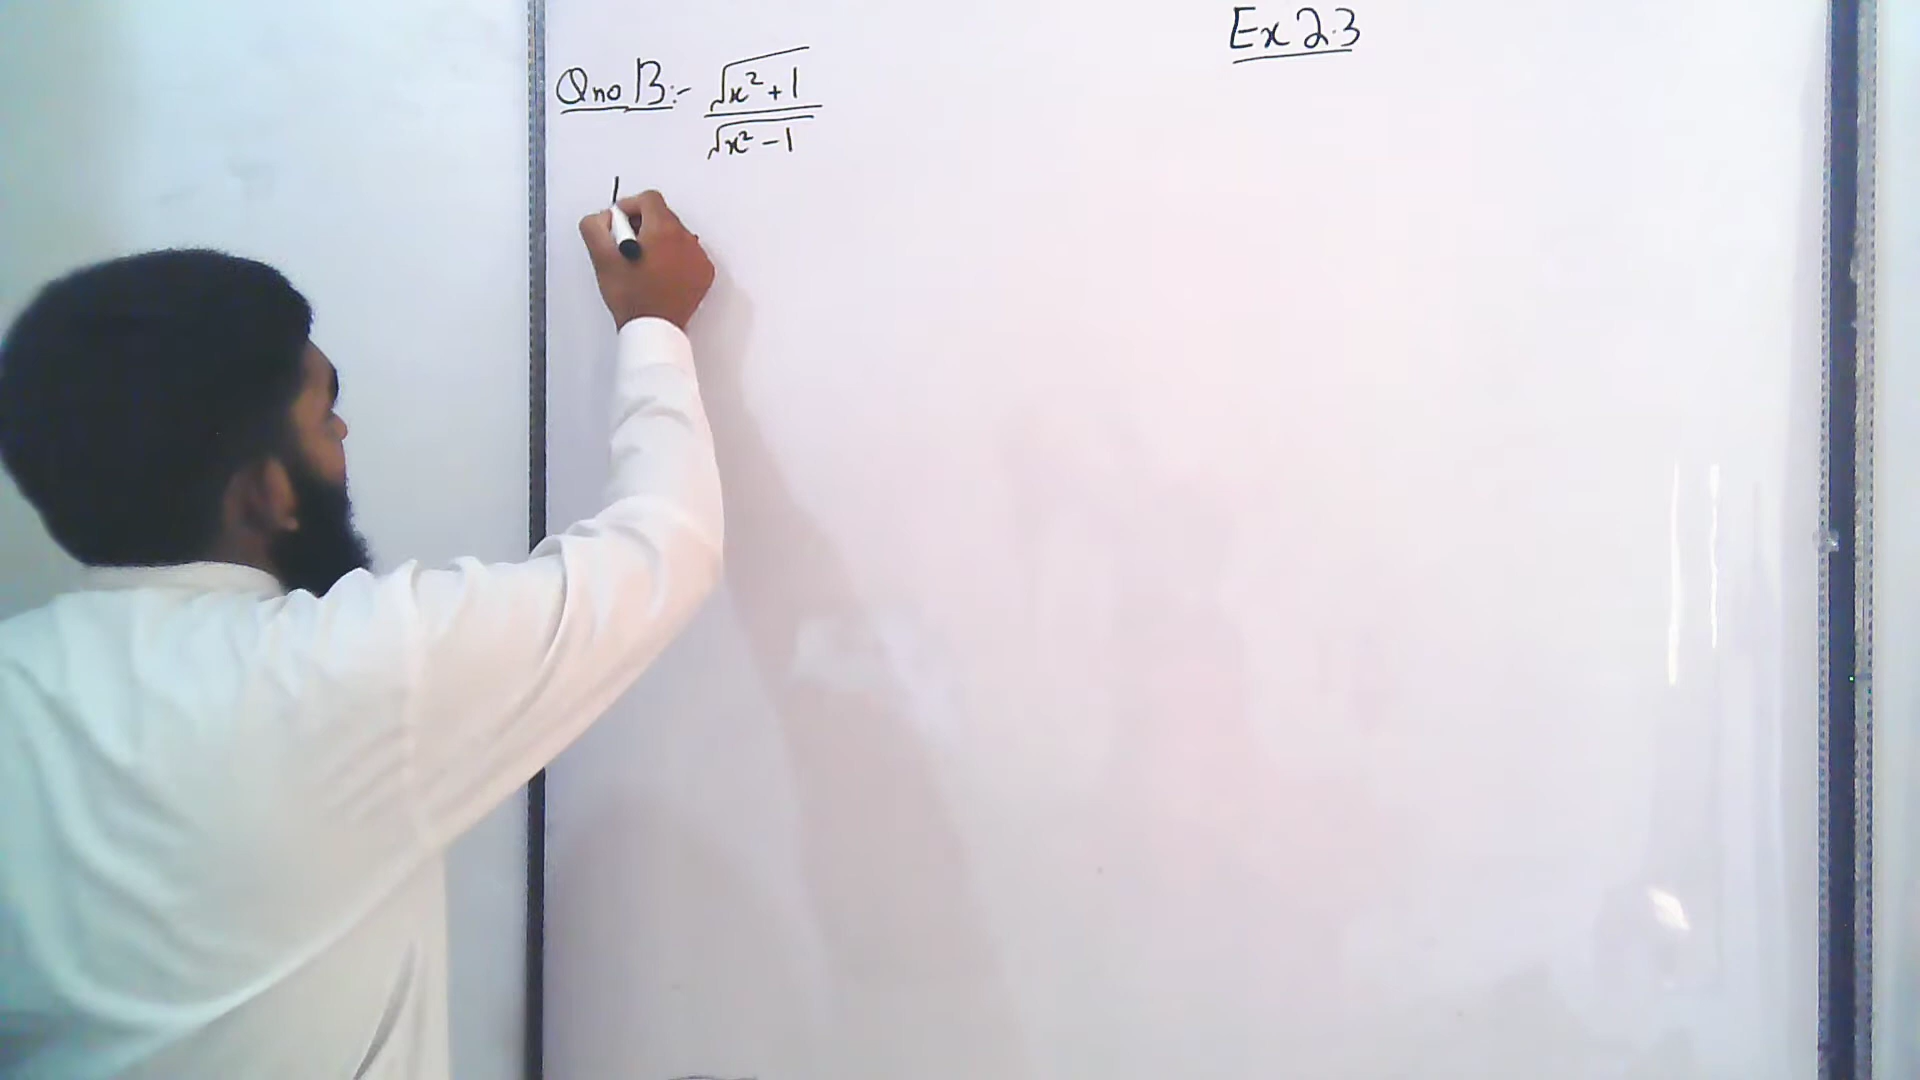 Ex 2.3
Qno 13:- √(x²+1) / √(x²-1)